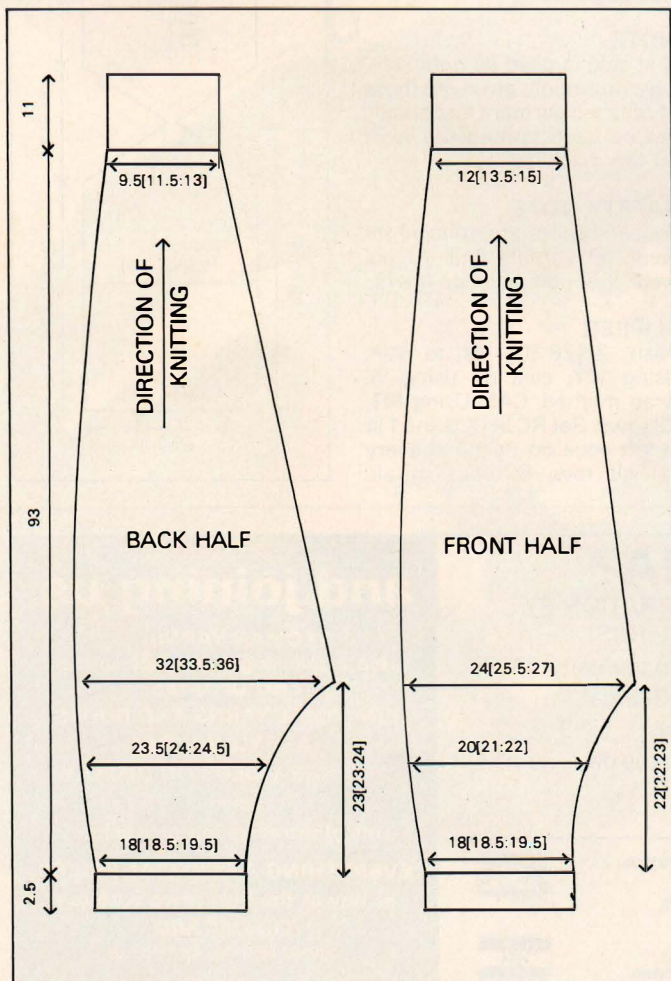 11
9.5[11.5:13]
DIRECTION OF
KNITTING
93
BACK HALF
32[33.5:36]
23.5[24:24.5]
23[23:24]
18[18.5:19.5]
2.5
12[13.5:15]
DIRECTION OF
KNITTING
FRONT HALF
24[25.5:27]
20[21:22]
22[22:23]
18[18.5:19.5]